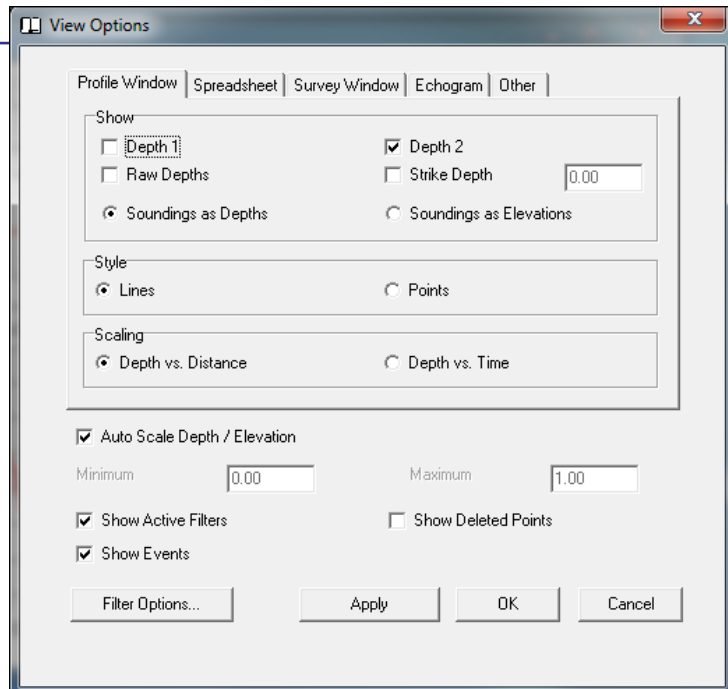 View Options
Profile Window Spreadsheet Survey Window Echogram Other
Show
Depth 1 Depth 2
Raw Depths Strike Depth 0.00
Soundings as Depths Soundings as Elevations
Style
Lines Points
Scaling
Depth vs. Distance Depth vs. Time
Auto Scale Depth / Elevation
Minimum 0.00 Maximum 1.00
Show Active Filters Show Deleted Points
Show Events
Filter Options... Apply OK Cancel